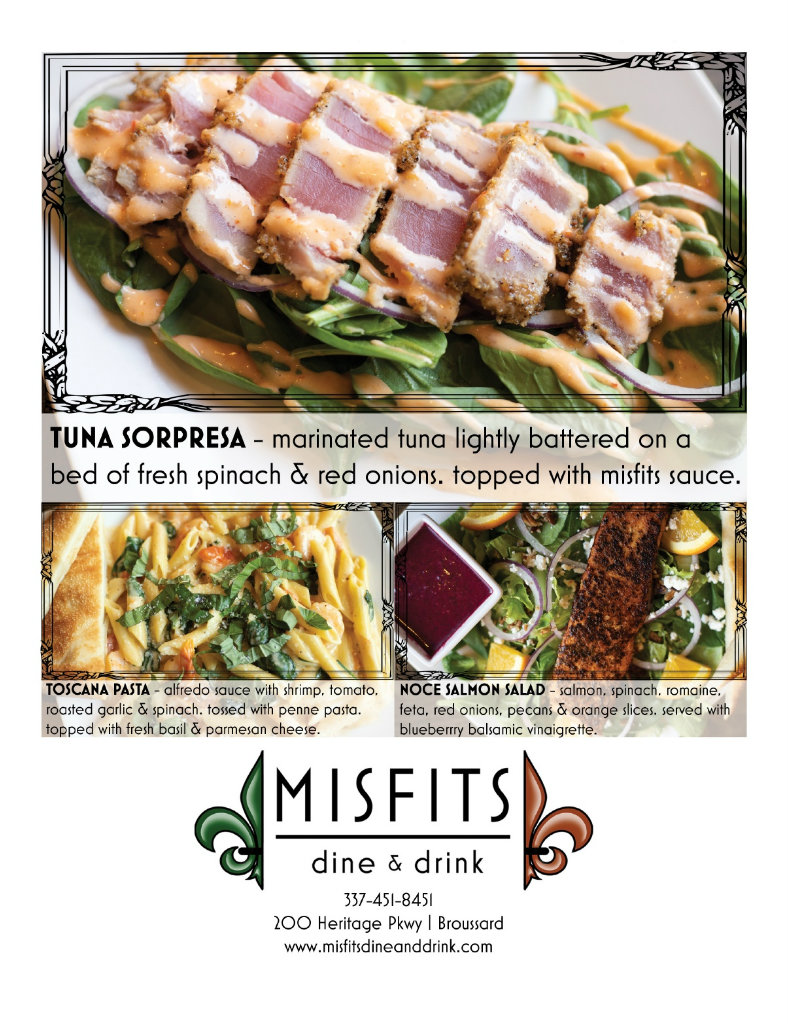 TUNA SORPRESA - marinated tuna lightly battered on a
bed of fresh spinach & red onions. topped with misfits sauce.
TOSCANA PASTA - alfredo sauce with shrimp, tomato,
roasted garlic & spinach. tossed with penne pasta.
topped with fresh basil & parmesan cheese.
NOCE SALMON SALAD - salmon, spinach, romaine,
feta, red onions, pecans & orange slices. served with
blueberry balsamic vinaigrette.
MISFITS
dine & drink
337-451-8451
200 Heritage Pkwy | Broussard
www.misfitsdineanddrink.com